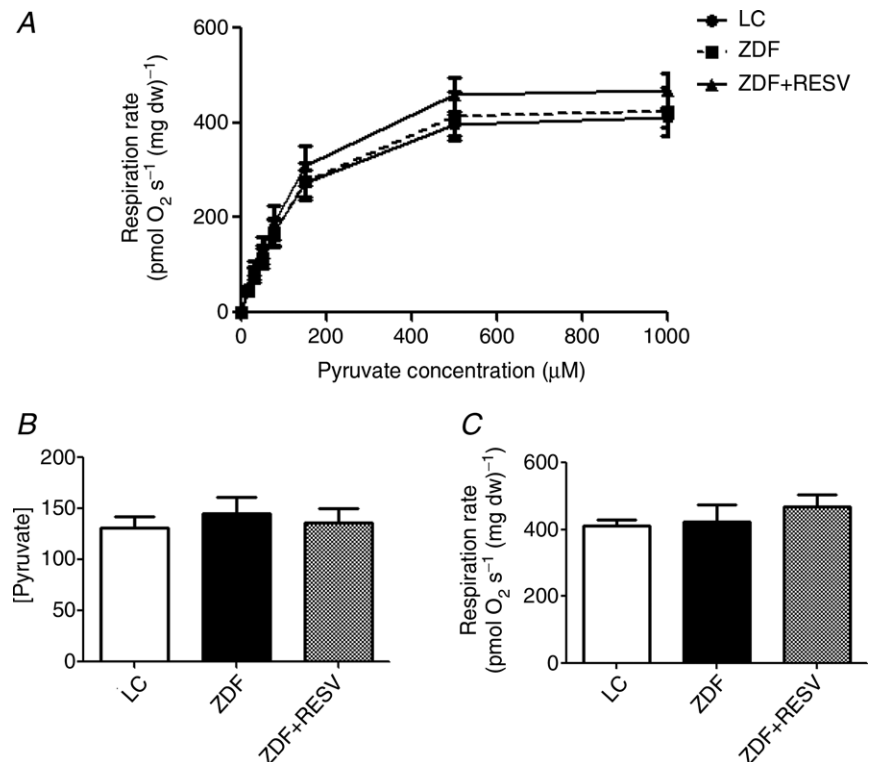 A
LC
ZDF
ZDF+RESV
Respiration rate
(pmol O₂ s⁻¹ (mg dw)⁻¹)
600
400
200
0
0 200 400 600 800 1000
Pyruvate concentration (μM)
B
[Pyruvate]
200
150
100
50
0
LC ZDF ZDF+RESV
C
Respiration rate
(pmol O₂ s⁻¹ (mg dw)⁻¹)
600
400
200
0
LC ZDF ZDF+RESV